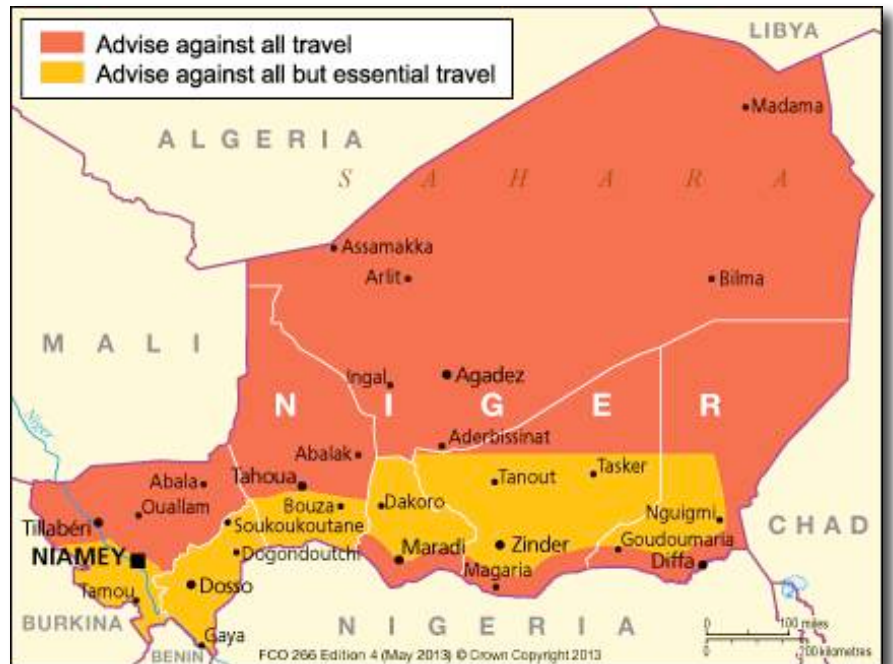 Advise against all travel
Advise against all but essential travel
LIBYA
Madama
ALGERIA
SAHARA
Assamakka
Arlit
Bilma
MALI
Ingal
Agadez
NIGER
Niger
Aderbissinat
Abalak
Abala
Tahoua
Tanout
Tasker
Ouallam
Bouza
Dakoro
Nguigmi
Tillabéri
Soukoukoutane
CHAD
NIAMEY
Dogondoutchi
Maradi
Zinder
Goudoumaria
Diffa
Tamou
Dosso
Magaria
BURKINA
Gaya
NIGERIA
0 100 miles
BENIN
FCO 266 Edition 4 (May 2013) © Crown Copyright 2013
0 200 kilometres